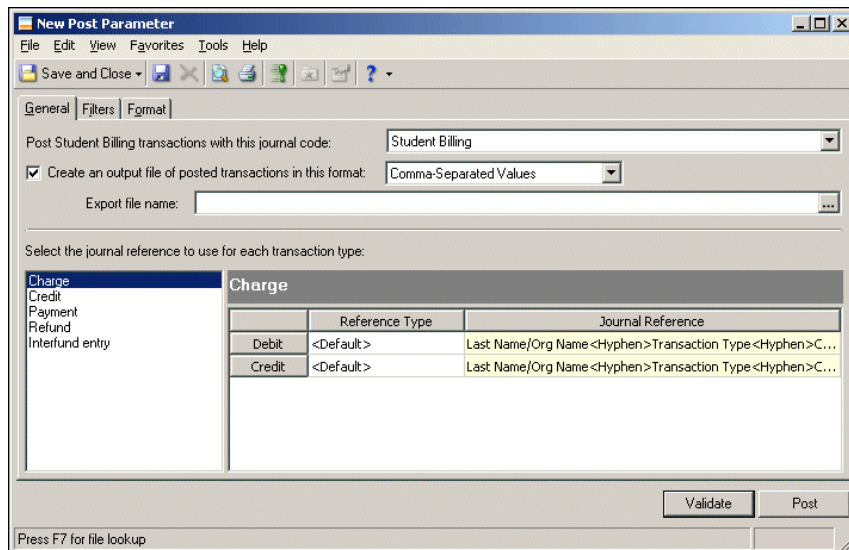 New Post Parameter
File Edit View Favorites Tools Help
Save and Close
General Filters Format
Post Student Billing transactions with this journal code: Student Billing
Create an output file of posted transactions in this format: Comma-Separated Values
Export file name: ...
Select the journal reference to use for each transaction type:
Charge
Credit
Payment
Refund
Interfund entry
Charge
Reference Type Journal Reference
Debit <Default> Last Name/Org Name<Hyphen>Transaction Type<Hyphen>C...
Credit <Default> Last Name/Org Name<Hyphen>Transaction Type<Hyphen>C...
Validate Post
Press F7 for file lookup